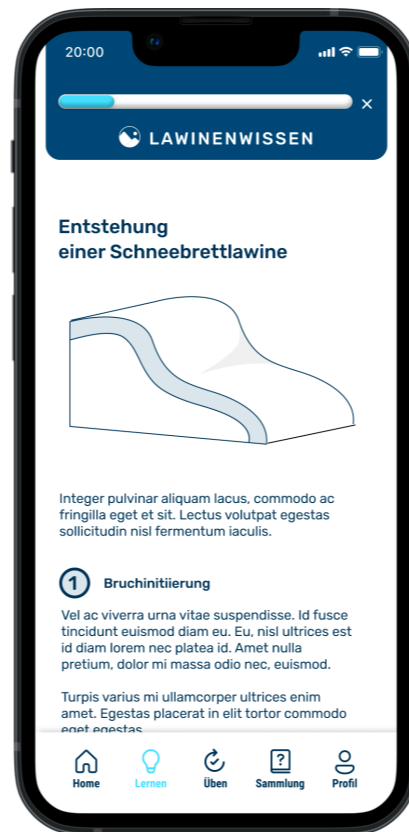 20:00
×
LAWINENWISSEN
Entstehung
einer Schneebrettlawine
Integer pulvinar aliquam lacus, commodo ac
fringilla eget et sit. Lectus volutpat egestas
sollicitudin nisl fermentum iaculis.
1 Bruchinitiierung
Vel ac viverra urna vitae suspendisse. Id fusce
tincidunt euismod diam eu. Eu, nisl ultrices est
id diam lorem nec platea id. Amet nulla
pretium, dolor mi massa odio nec, euismod.
Turpis varius mi ullamcorper ultrices enim
amet. Egestas placerat in elit tortor commodo
eget egestas
?
Home Lernen Üben Sammlung Profil